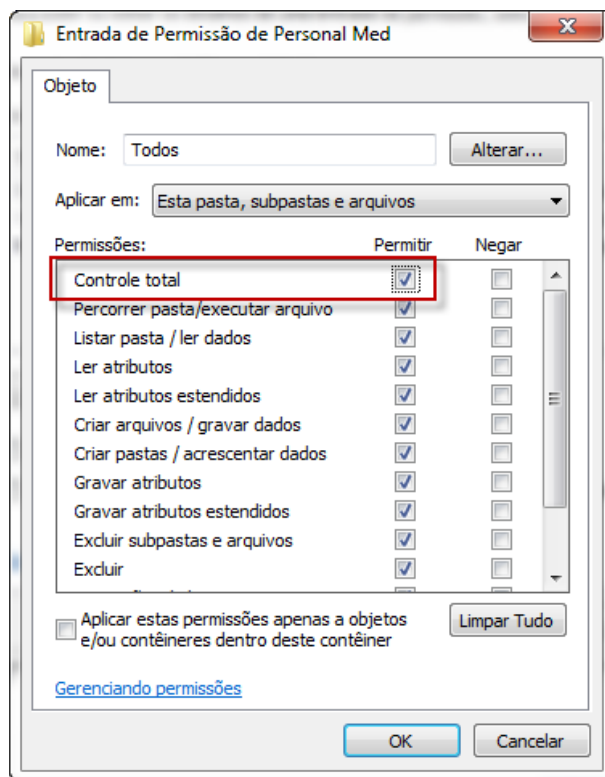 Entrada de Permissão de Personal Med
Objeto
Nome: Todos Alterar...
Aplicar em: Esta pasta, subpastas e arquivos
Permissões: Permitir Negar
Controle total
Percorrer pasta/executar arquivo
Listar pasta / ler dados
Ler atributos
Ler atributos estendidos
Criar arquivos / gravar dados
Criar pastas / acrescentar dados
Gravar atributos
Gravar atributos estendidos
Excluir subpastas e arquivos
Excluir
Aplicar estas permissões apenas a objetos
e/ou contêineres dentro deste contêiner
Limpar Tudo
Gerenciando permissões
OK Cancelar